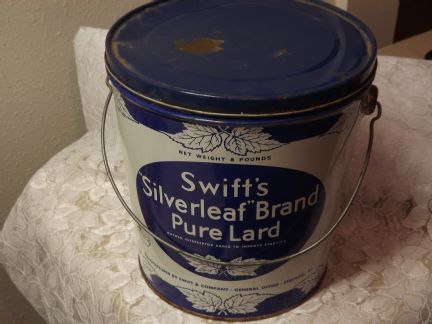 NET WEIGHT 8 POUNDS
Swift's
"Silverleaf" Brand
Pure Lard
SWIFT & COMPANY - GENERAL OFFICE - CHICAGO